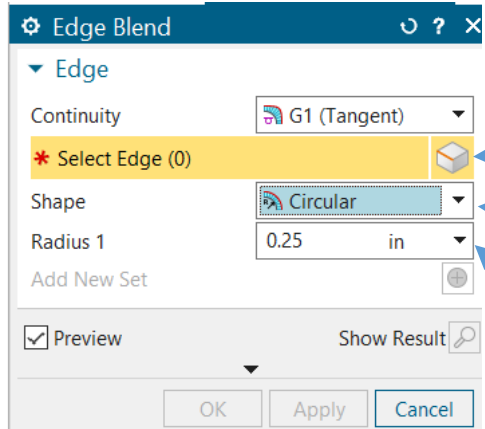 Edge Blend ?
Edge
Continuity G1 (Tangent)
* Select Edge (0)
Shape Circular
Radius 1 0.25 in
Add New Set
Preview Show Result
OK Apply Cancel